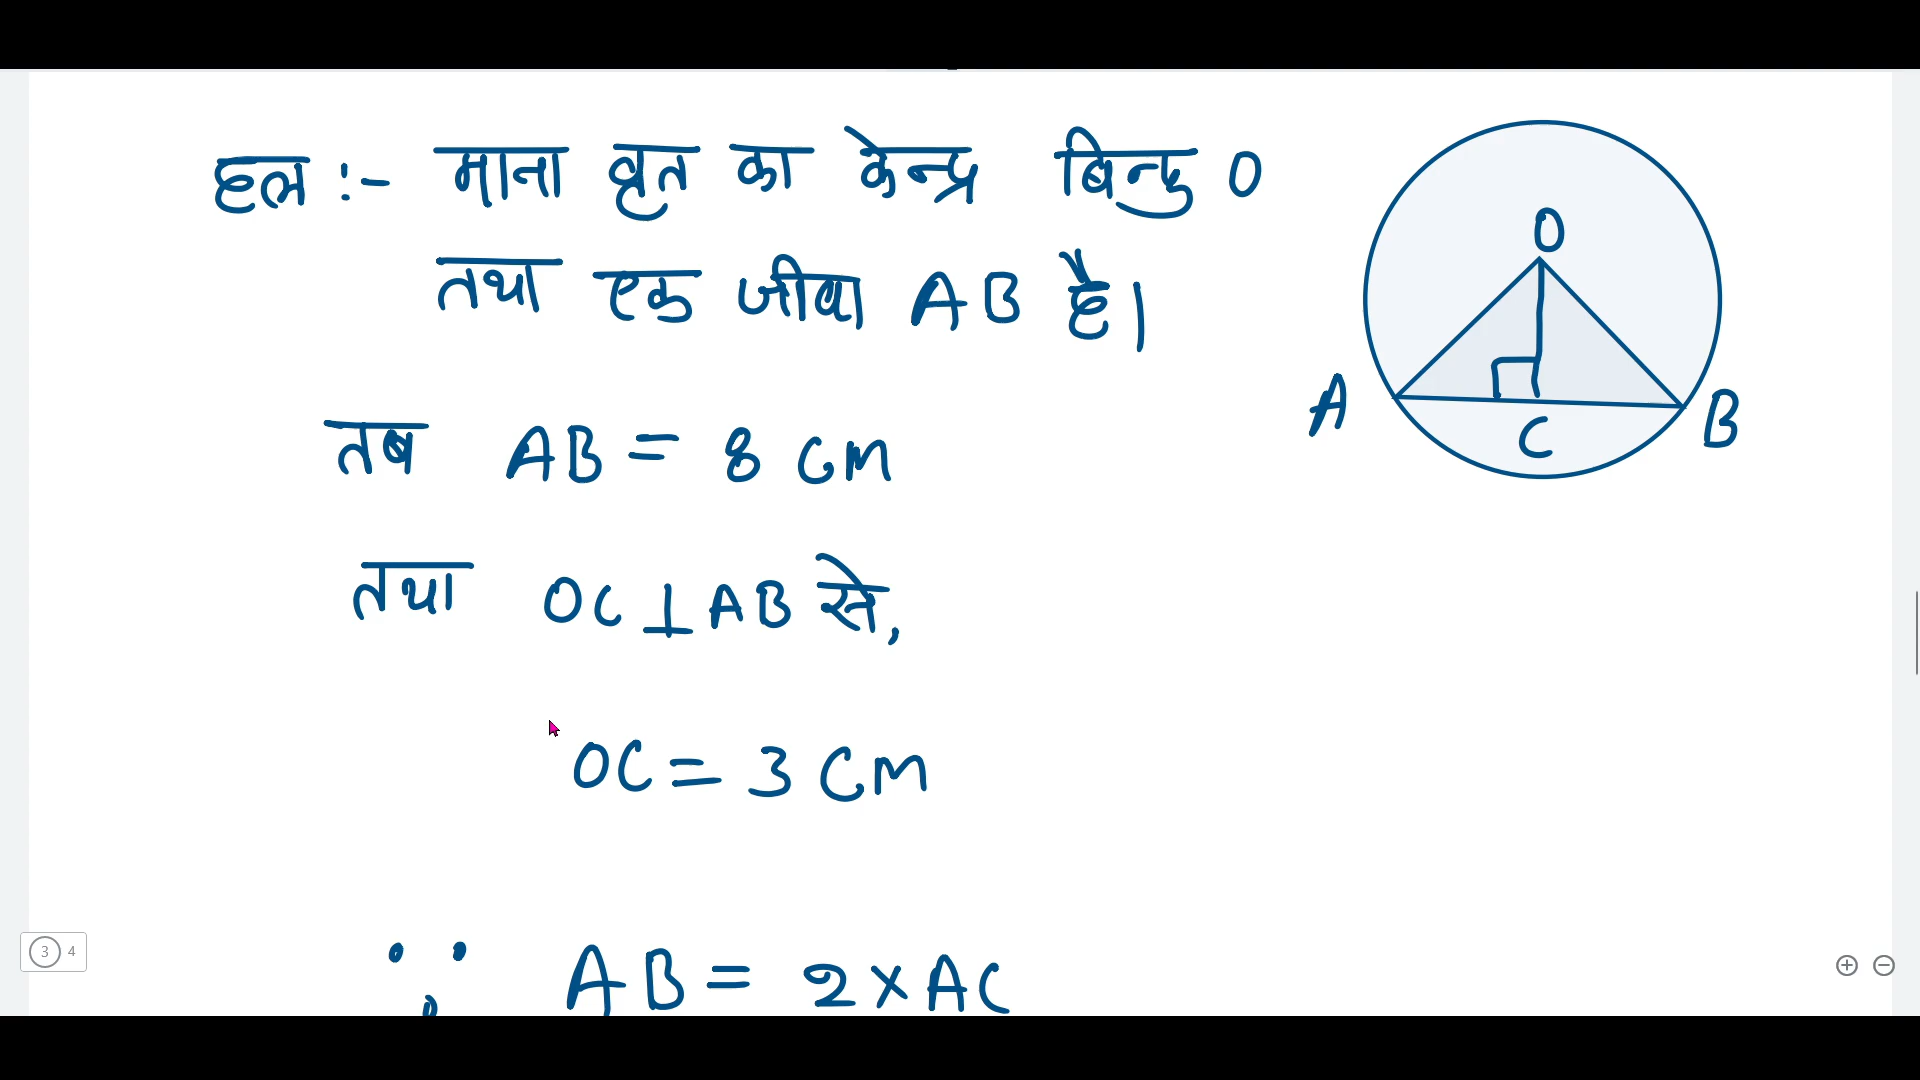 हल :- माना वृत का केन्द्र बिन्दु O
तथा एक जीवा AB है।
तब AB = 8 CM
तथा OC ⊥ AB से,
OC = 3 CM
∵ AB = 2 × AC
O
A
B
C
3 4